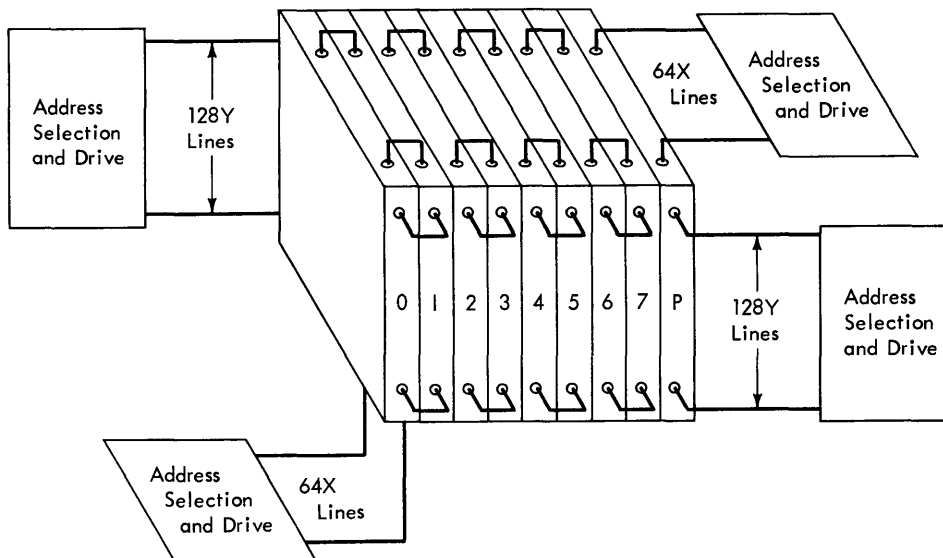 Address
Selection
and Drive
128Y
Lines
64X
Lines
Address
Selection
and Drive
0 1 2 3 4 5 6 7 P
128Y
Lines
Address
Selection
and Drive
Address
Selection
and Drive
64X
Lines